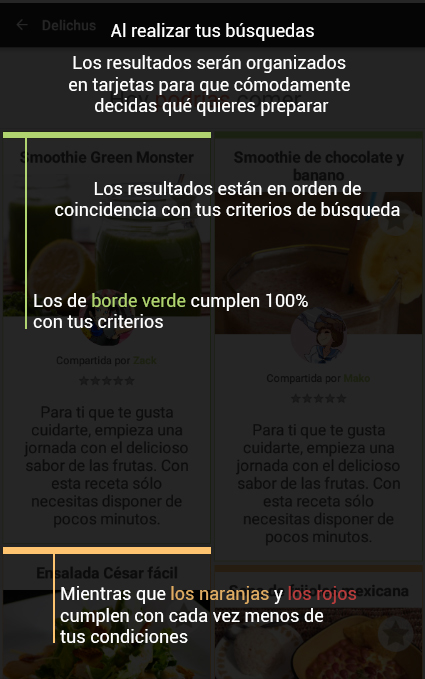 Delichus
Al realizar tus búsquedas
Los resultados serán organizados
en tarjetas para que cómodamente
decidas qué quieres preparar
Smoothie Green Monster
Smoothie de chocolate y
banano
Los resultados están en orden de
coincidencia con tus criterios de búsqueda
Los de borde verde cumplen 100%
con tus criterios
Compartida por Zack
Compartida por Mako
Para ti que te gusta
cuidarte, empieza una
jornada con el delicioso
sabor de las frutas. Con
esta receta sólo
necesitas disponer de
pocos minutos.
Para ti que te gusta
cuidarte, empieza una
jornada con el delicioso
sabor de las frutas. Con
esta receta sólo
necesitas disponer de
pocos minutos.
Ensalada César fácil
mexicana
Mientras que los naranjas y los rojos
cumplen con cada vez menos de
tus condiciones